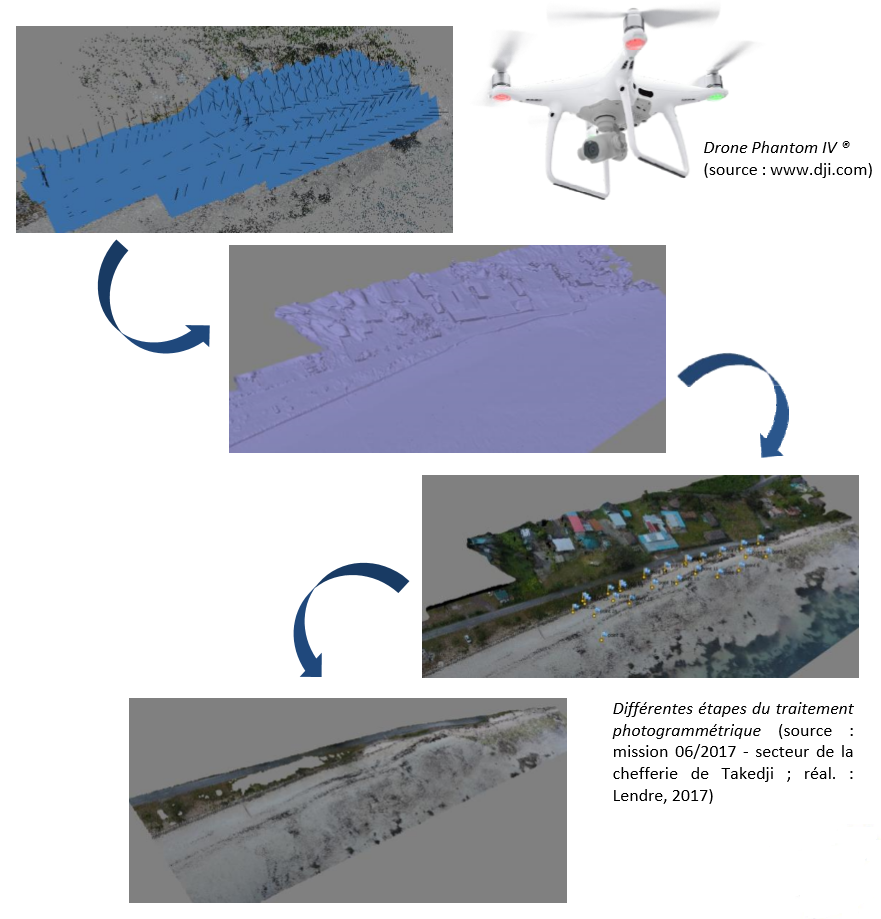 Drone Phantom IV ®
(source : www.dji.com)
Différentes étapes du traitement
photogrammétrique (source :
mission 06/2017 - secteur de la
chefferie de Takedji ; réal. :
Lendre, 2017)